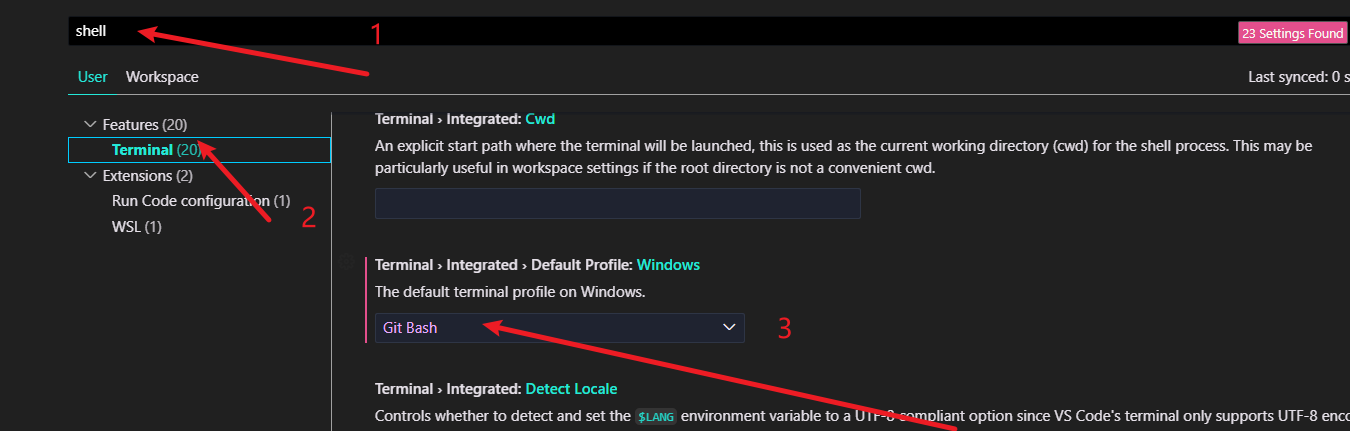 shell
1
23 Settings Found
User Workspace
Last synced: 0 s
Features (20)
Terminal (20)
Extensions (2)
Run Code configuration (1)
WSL (1)
2
Terminal › Integrated: Cwd
An explicit start path where the terminal will be launched, this is used as the current working directory (cwd) for the shell process. This may be
particularly useful in workspace settings if the root directory is not a convenient cwd.
Terminal › Integrated › Default Profile: Windows
The default terminal profile on Windows.
Git Bash
3
Terminal › Integrated: Detect Locale
Controls whether to detect and set the $LANG environment variable to a UTF-8 compliant option since VS Code's terminal only supports UTF-8 enco